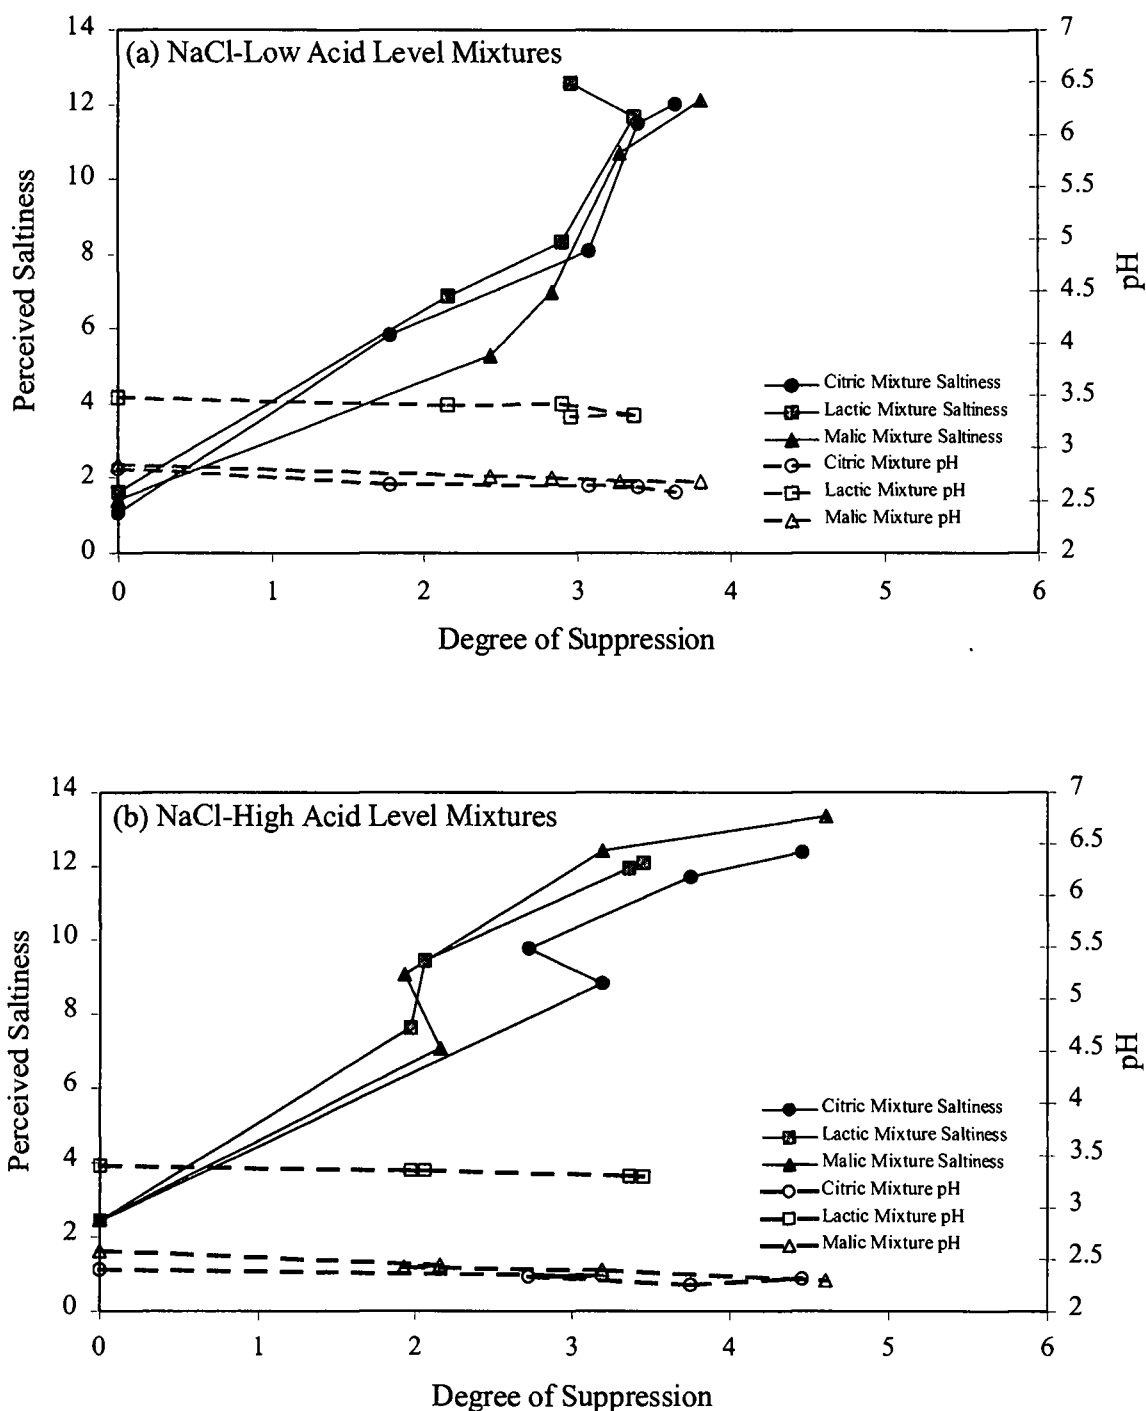 (a) NaCl-Low Acid Level Mixtures
Perceived Saltiness
14
12
10
8
6
4
2
0
7
6.5
6
5.5
5
4.5
4
3.5
3
2.5
2
pH
Citric Mixture Saltiness
Lactic Mixture Saltiness
Malic Mixture Saltiness
Citric Mixture pH
Lactic Mixture pH
Malic Mixture pH
0 1 2 3 4 5 6
Degree of Suppression
(b) NaCl-High Acid Level Mixtures
Perceived Saltiness
14
12
10
8
6
4
2
0
7
6.5
6
5.5
5
4.5
4
3.5
3
2.5
2
pH
Citric Mixture Saltiness
Lactic Mixture Saltiness
Malic Mixture Saltiness
Citric Mixture pH
Lactic Mixture pH
Malic Mixture pH
0 1 2 3 4 5 6
Degree of Suppression